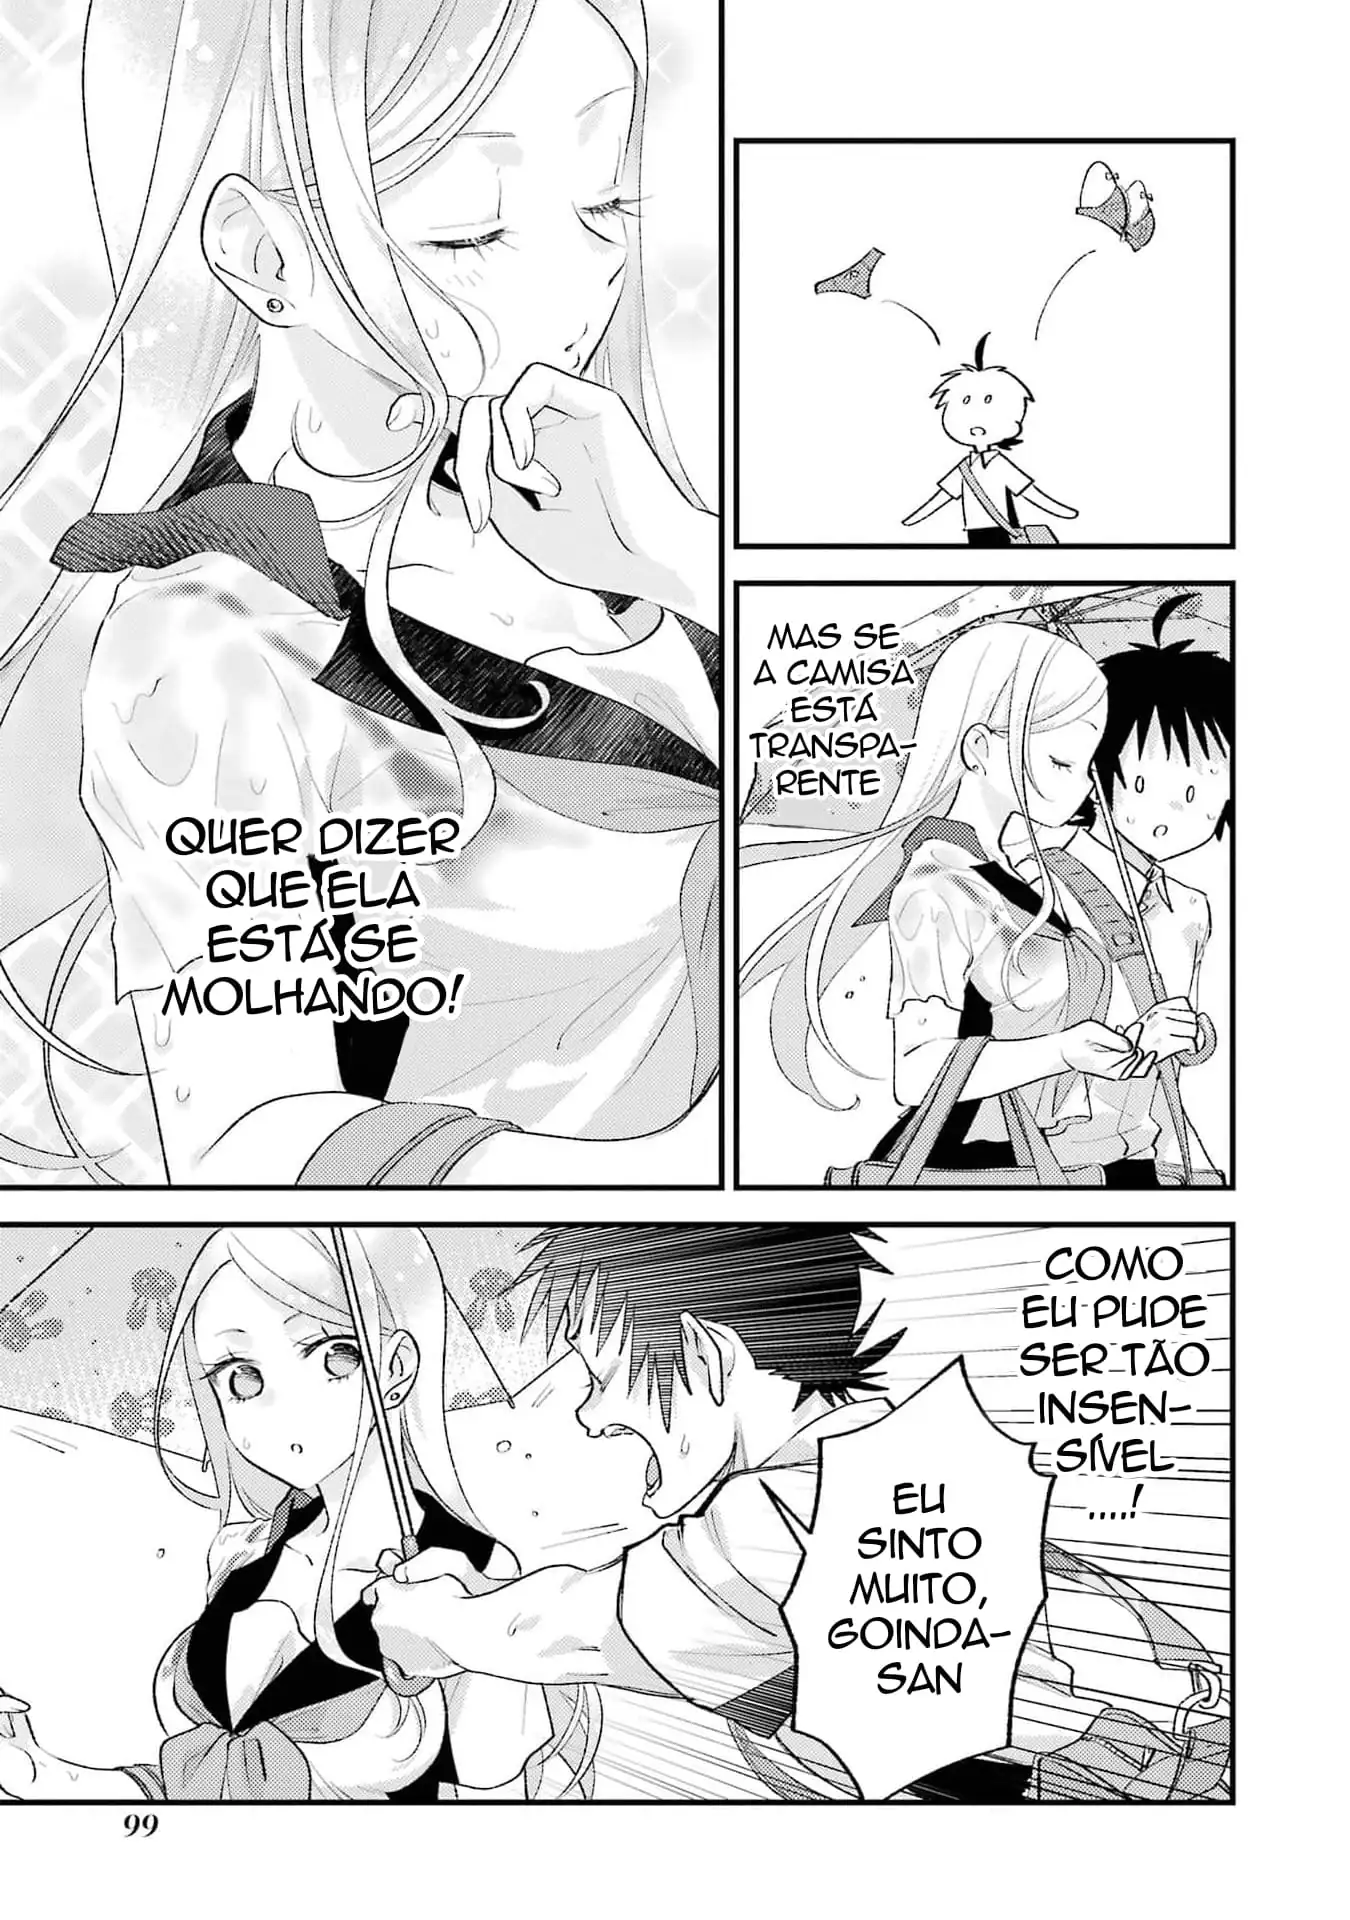 MAS SE
A CAMISA
ESTÁ
TRANSPA-
RENTE
QUER DIZER
QUE ELA
ESTÁ SE
MOLHANDO!
COMO
EU PUDE
SER TÃO
INSEN-
SÍVEL
....!
EU
SINTO
MUITO,
GOINDA-
SAN
99